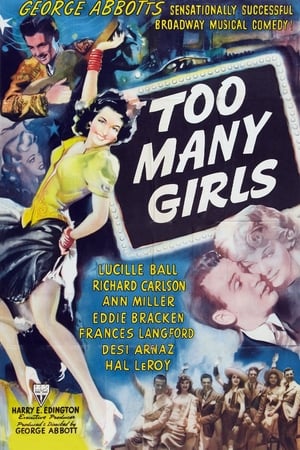 GEORGE ABBOTT'S
SENSATIONALLY SUCCESSFUL
BROADWAY MUSICAL COMEDY!
TOO
MANY
GIRLS
LUCILLE BALL
RICHARD CARLSON
ANN MILLER
EDDIE BRACKEN
FRANCES LANGFORD
DESI ARNAZ
HAL LEROY
HARRY E. EDINGTON
Executive Producer
Produced & Directed by
GEORGE ABBOTT